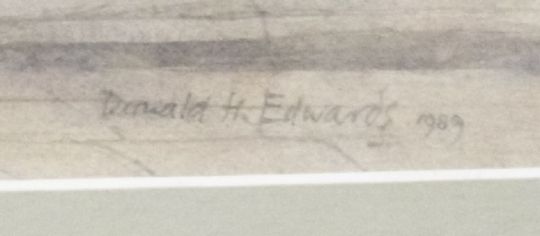 Donald H. Edwards 1989